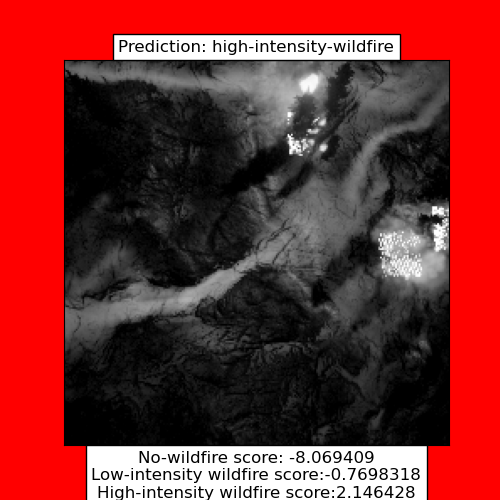 Prediction: high-intensity-wildfire
No-wildfire score: -8.069409
Low-intensity wildfire score:-0.7698318
High-intensity wildfire score:2.146428